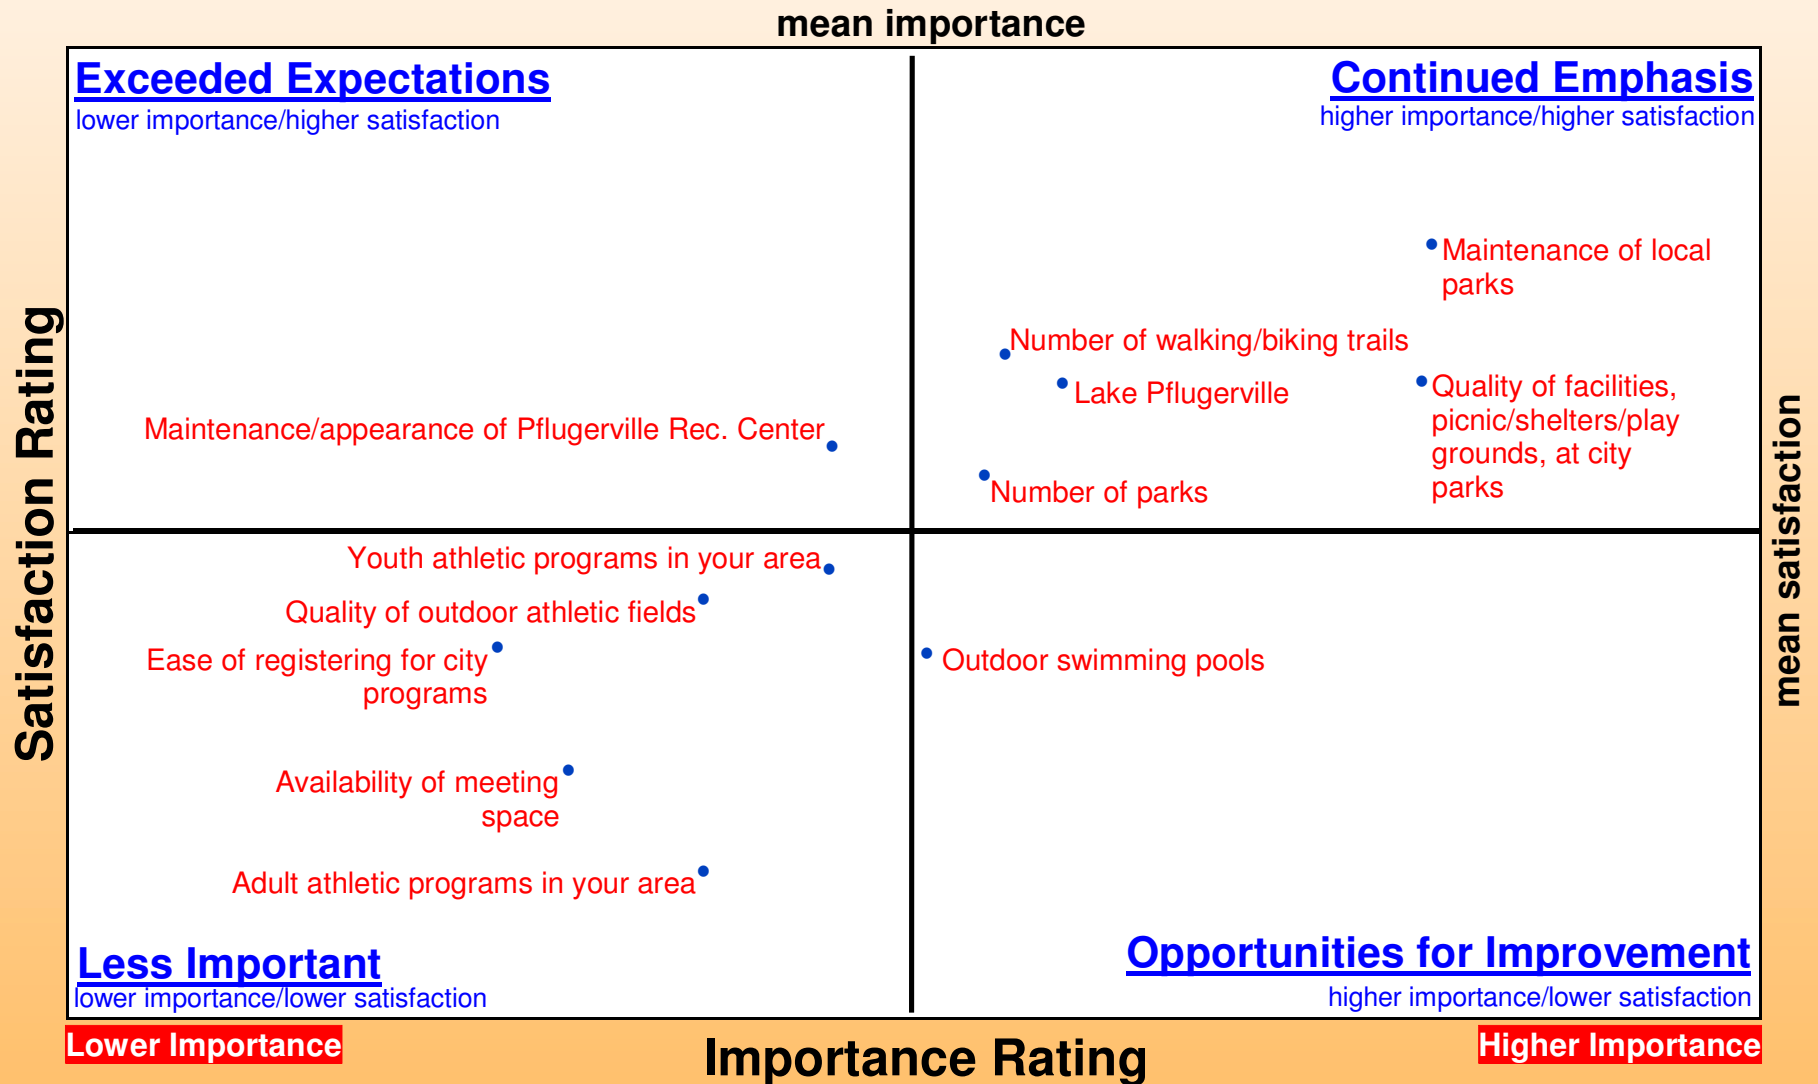 mean importance
Exceeded Expectations
lower importance/higher satisfaction
Continued Emphasis
higher importance/higher satisfaction
Maintenance of local
parks
Number of walking/biking trails
Lake Pflugerville
Quality of facilities,
picnic/shelters/play
grounds, at city
parks
Maintenance/appearance of Pflugerville Rec. Center
Number of parks
Satisfaction Rating
mean satisfaction
Youth athletic programs in your area
Quality of outdoor athletic fields
Ease of registering for city
programs
Outdoor swimming pools
Availability of meeting
space
Adult athletic programs in your area
Less Important
lower importance/lower satisfaction
Opportunities for Improvement
higher importance/lower satisfaction
Lower Importance
Importance Rating
Higher Importance